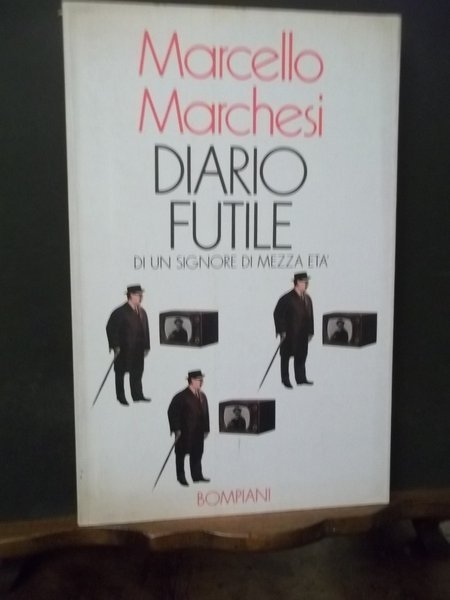 Marcello
Marchesi
DIARIO
FUTILE
DI UN SIGNORE DI MEZZA ETA'
BOMPIANI